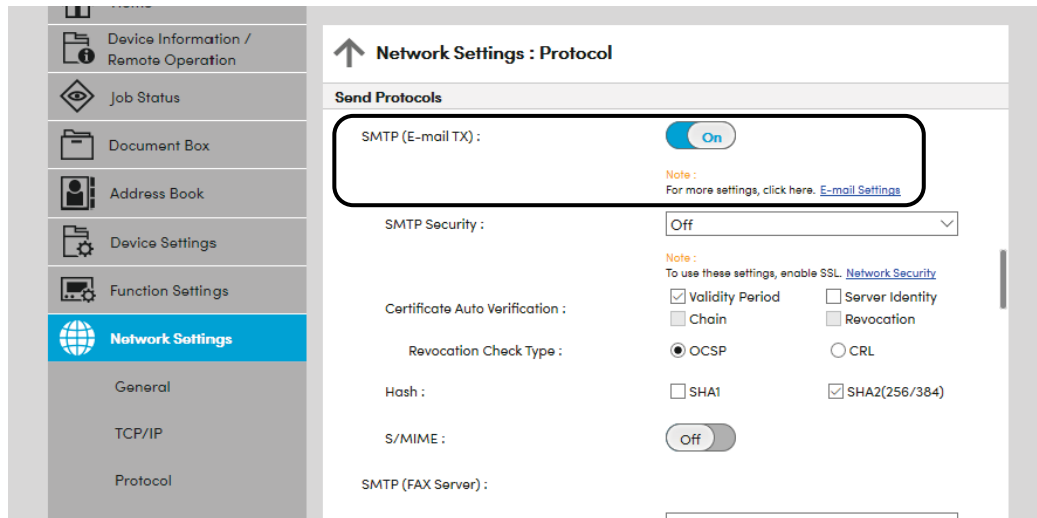 Home
Device Information /
Remote Operation
Job Status
Document Box
Address Book
Device Settings
Function Settings
Network Settings
General
TCP/IP
Protocol
Network Settings : Protocol
Send Protocols
SMTP (E-mail TX) :
On
Note :
For more settings, click here. E-mail Settings
SMTP Security :
Off
Note :
To use these settings, enable SSL. Network Security
Certificate Auto Verification :
Validity Period
Server Identity
Chain
Revocation
Revocation Check Type :
OCSP
CRL
Hash :
SHA1
SHA2(256/384)
S/MIME :
Off
SMTP (FAX Server) :